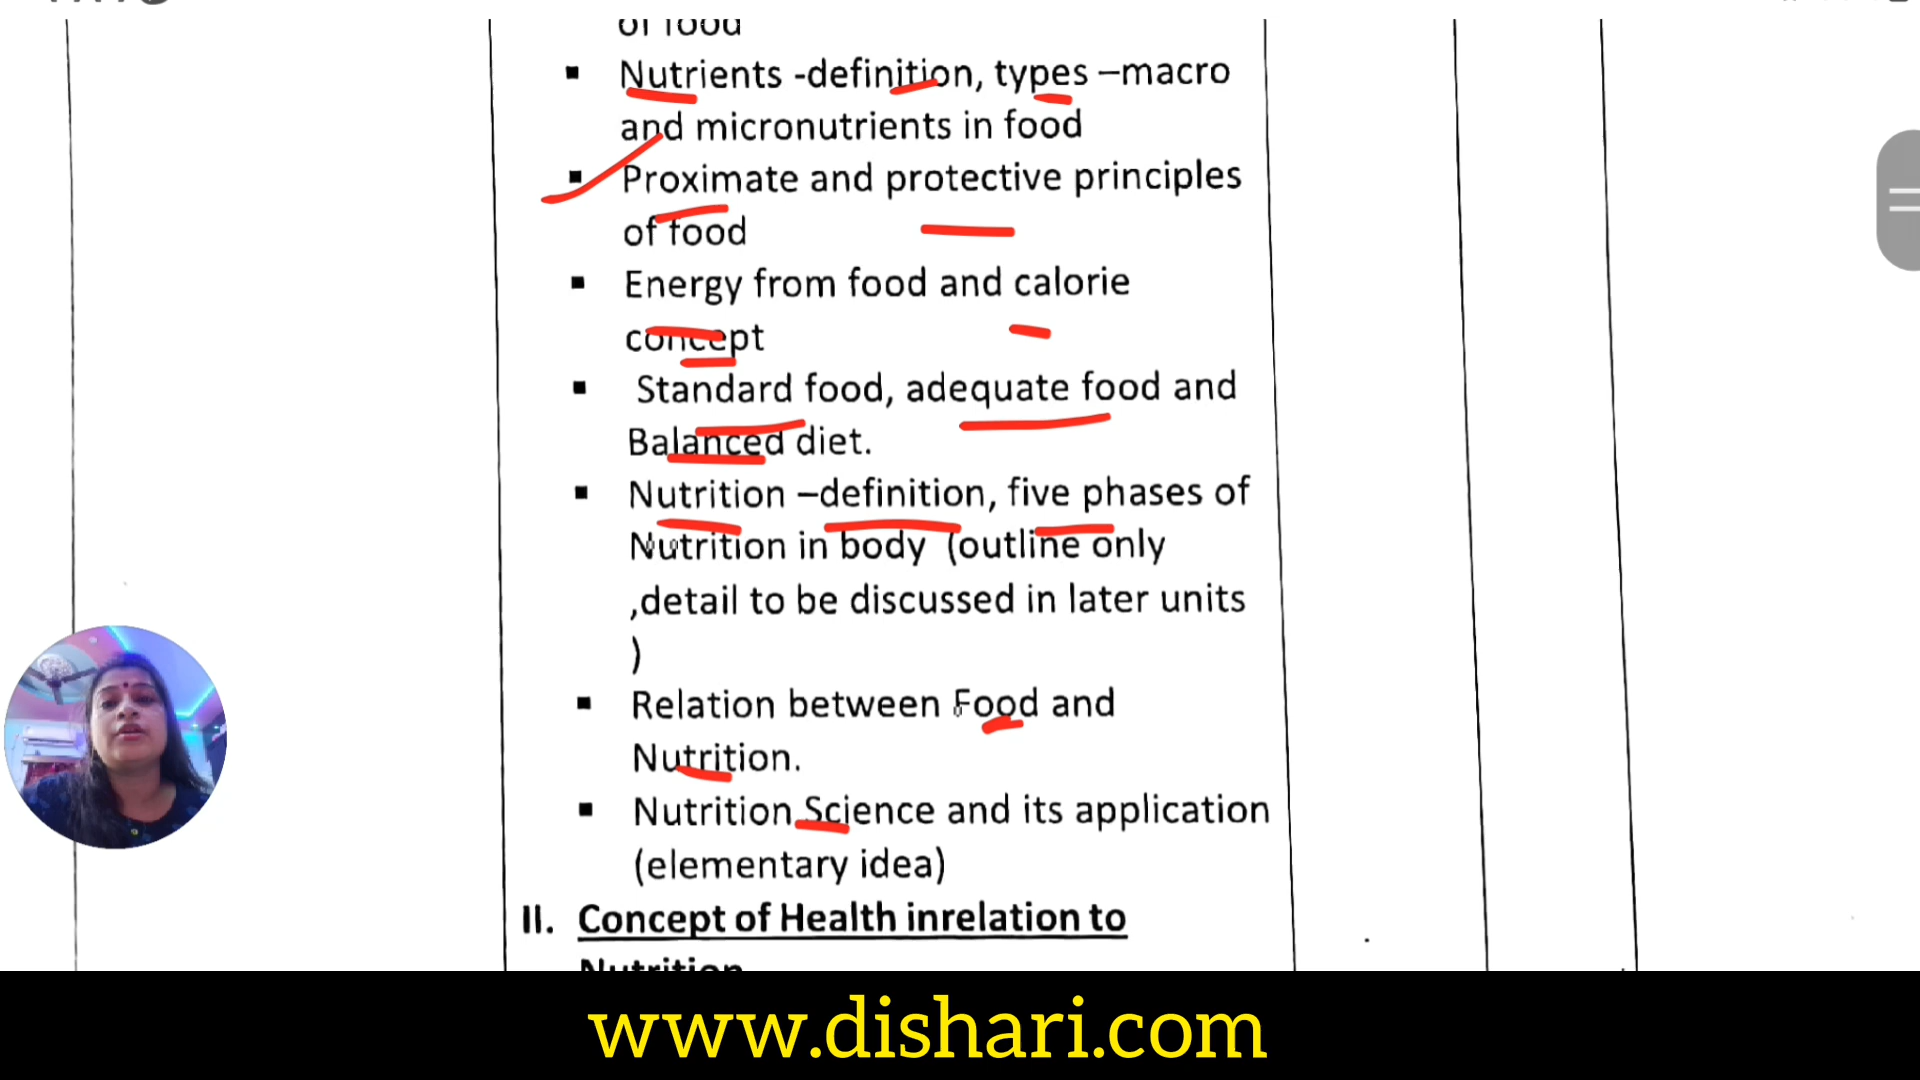 of food
▪ Nutrients -definition, types –macro
and micronutrients in food
▪ Proximate and protective principles
of food
▪ Energy from food and calorie
concept
▪ Standard food, adequate food and
Balanced diet.
▪ Nutrition –definition, five phases of
Nutrition in body (outline only
,detail to be discussed in later units
)
▪ Relation between Food and
Nutrition.
▪ Nutrition Science and its application
(elementary idea)
II. Concept of Health inrelation to
Nutrition
www.dishari.com